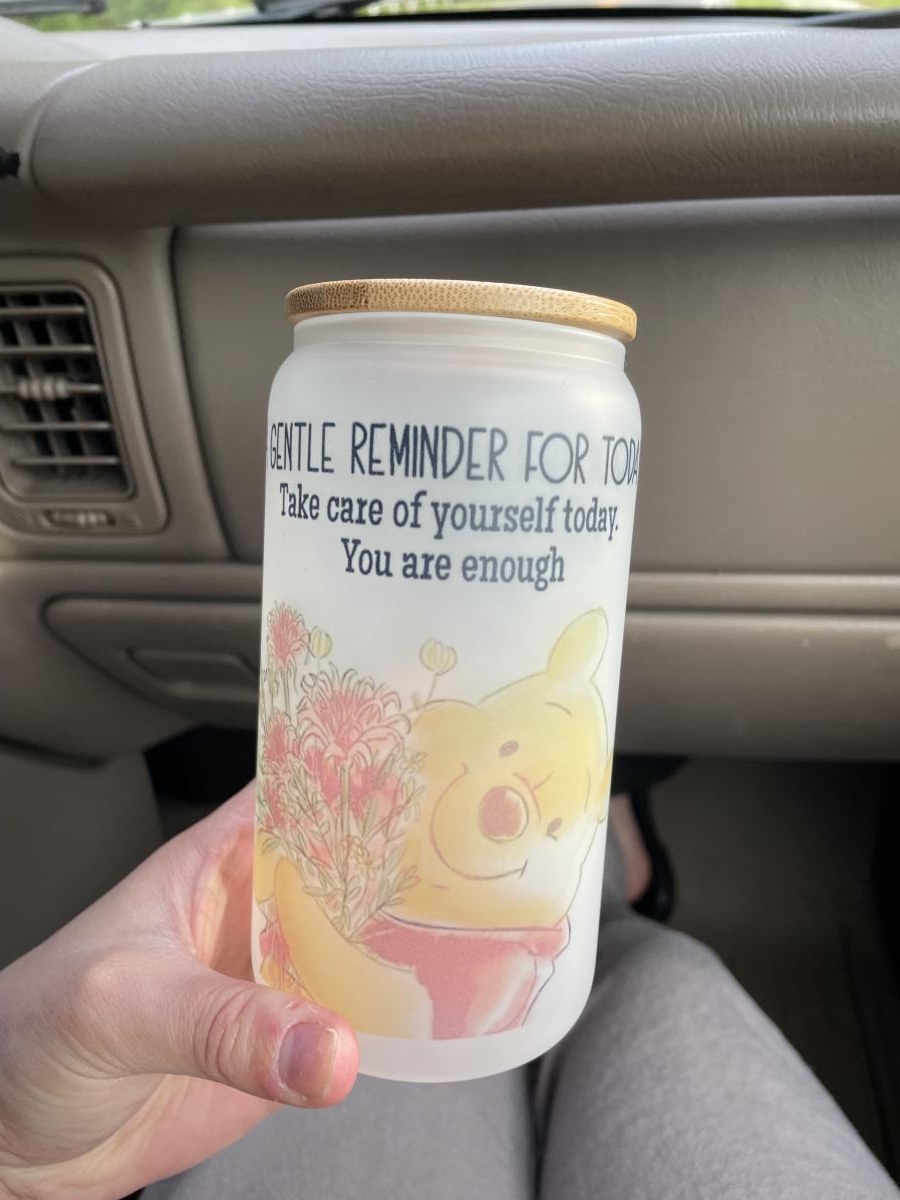 GENTLE REMINDER FOR TODA
Take care of yourself today.
You are enough